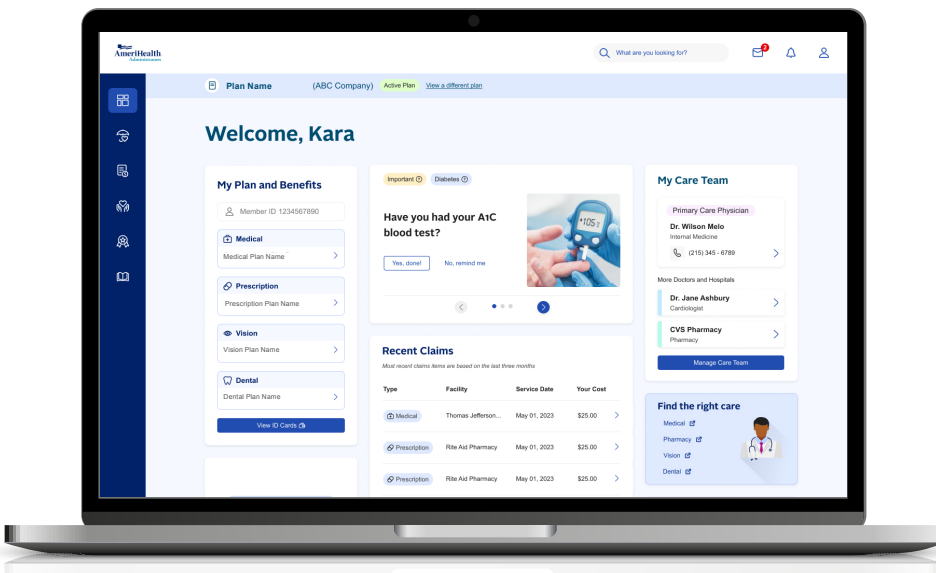 AmeriHealth
Administrators
What are you looking for?
2
Plan Name (ABC Company) Active Plan View a different plan
Welcome, Kara
My Plan and Benefits
Member ID 1234567890
Medical
Medical Plan Name
Prescription
Prescription Plan Name
Vision
Vision Plan Name
Dental
Dental Plan Name
View ID Cards
Important Diabetes
Have you had your A1C
blood test?
Yes, done! No, remind me
105
Recent Claims
Most recent claims items are based on the last three months
Type Facility Service Date Your Cost
Medical Thomas Jefferson... May 01, 2023 $25.00
Prescription Rite Aid Pharmacy May 01, 2023 $25.00
Prescription Rite Aid Pharmacy May 01, 2023 $25.00
My Care Team
Primary Care Physician
Dr. Wilson Melo
Internal Medicine
(215) 345 - 6789
More Doctors and Hospitals
Dr. Jane Ashbury
Cardiologist
CVS Pharmacy
Pharmacy
Manage Care Team
Find the right care
Medical
Pharmacy
Vision
Dental